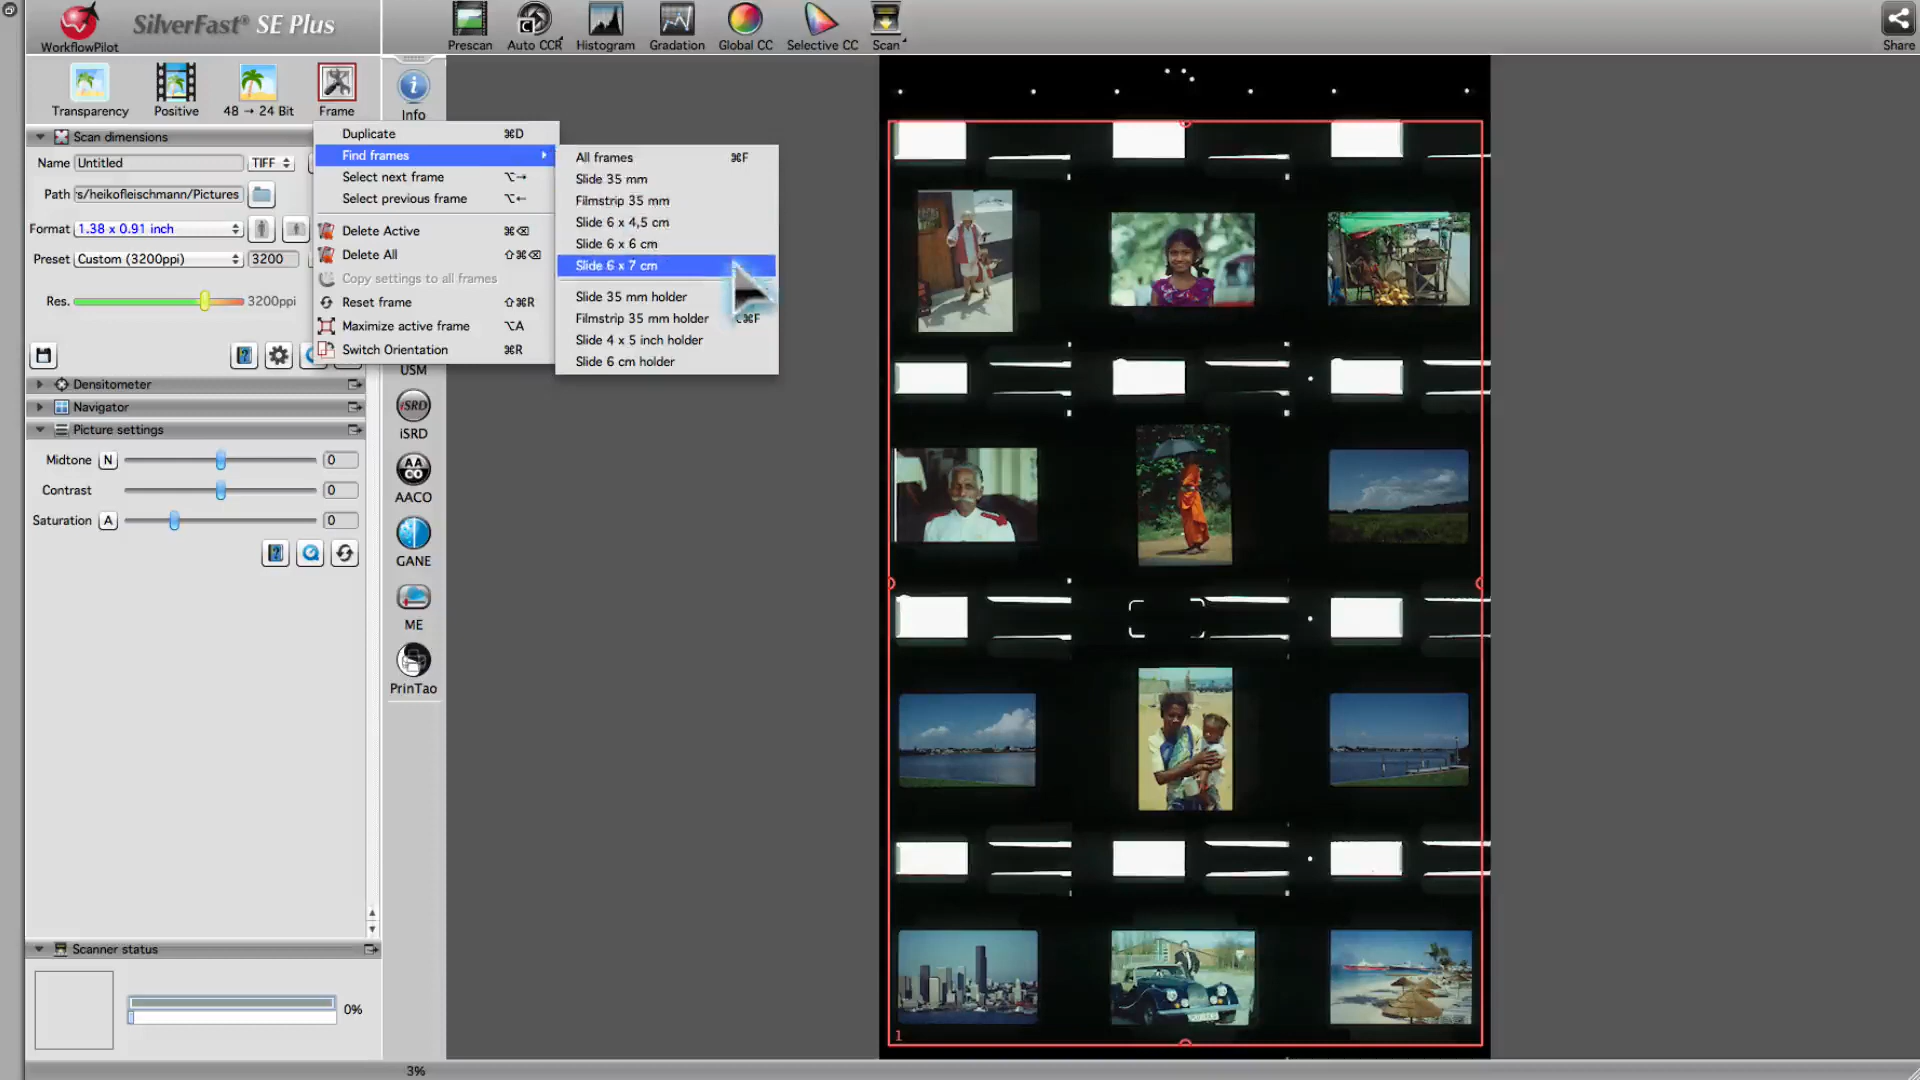 WorkflowPilot
SilverFast® SE Plus
Prescan
Auto CCR
Histogram
Gradation
Global CC
Selective CC
Scan
Share
Transparency
Positive
48 → 24 Bit
Frame
Info
Scan dimensions
Name Untitled TIFF
Path 's/heikofleischmann/Pictures
Format 1.38 x 0.91 inch
Preset Custom (3200ppi) 3200
Res. 3200ppi
Duplicate ⌘D
Find frames
Select next frame ⌥→
Select previous frame ⌥←
Delete Active ⌘⌫
Delete All ⇧⌘⌫
Copy settings to all frames
Reset frame ⇧⌘R
Maximize active frame ⌥A
Switch Orientation ⌘R
All frames ⌘F
Slide 35 mm
Filmstrip 35 mm
Slide 6 x 4,5 cm
Slide 6 x 6 cm
Slide 6 x 7 cm
Slide 35 mm holder
Filmstrip 35 mm holder ⌘F
Slide 4 x 5 inch holder
Slide 6 cm holder
Densitometer
Navigator
Picture settings
Midtone N 0
Contrast 0
Saturation A 0
USM
iSRD
iSRD
AA
CO
AACO
GANE
ME
PrinTao
Scanner status
0%
3%
1